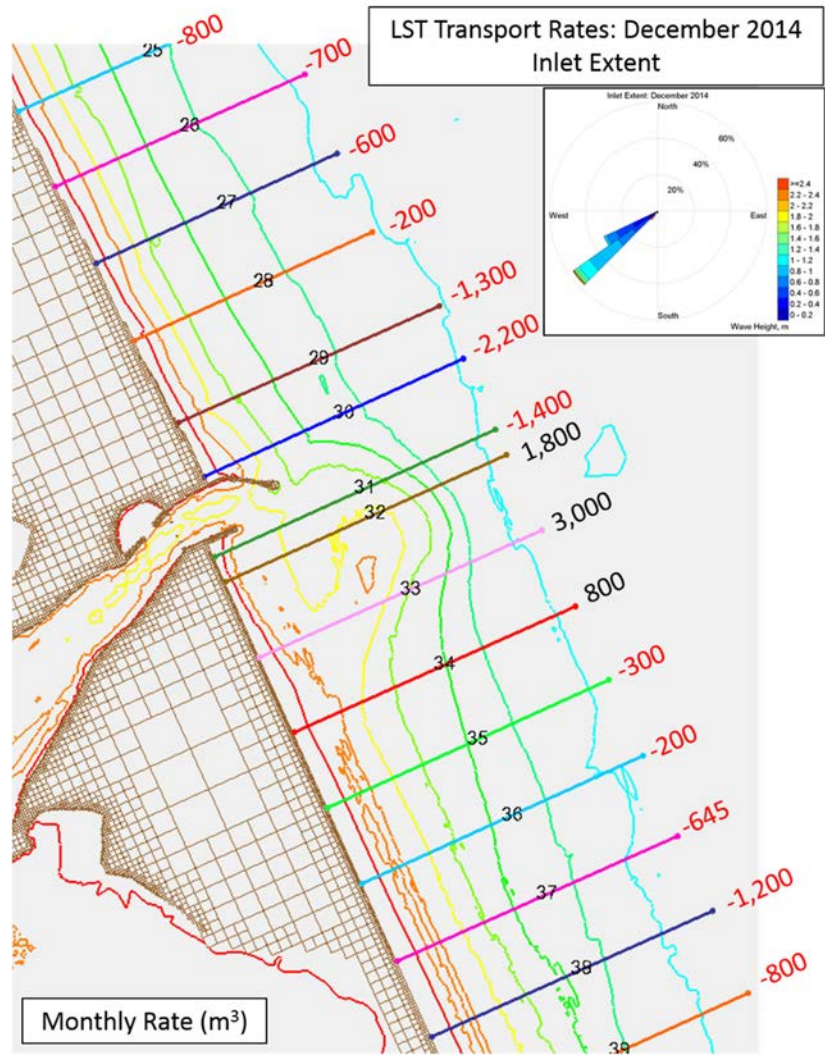 LST Transport Rates: December 2014
Inlet Extent
Inlet Extent: December 2014
North
60%
40%
20%
West
East
South
>=2.4
2.2 - 2.4
2 - 2.2
1.8 - 2
1.6 - 1.8
1.4 - 1.6
1.2 - 1.4
1 - 1.2
0.8 - 1
0.6 - 0.8
0.4 - 0.6
0.2 - 0.4
0 - 0.2
Wave Height, m
25 -800
26 -700
27 -600
28 -200
29 -1,300
30 -2,200
31 -1,400
32 1,800
33 3,000
34 800
35 -300
36 -200
37 -645
38 -1,200
39 -800
Monthly Rate (m³)